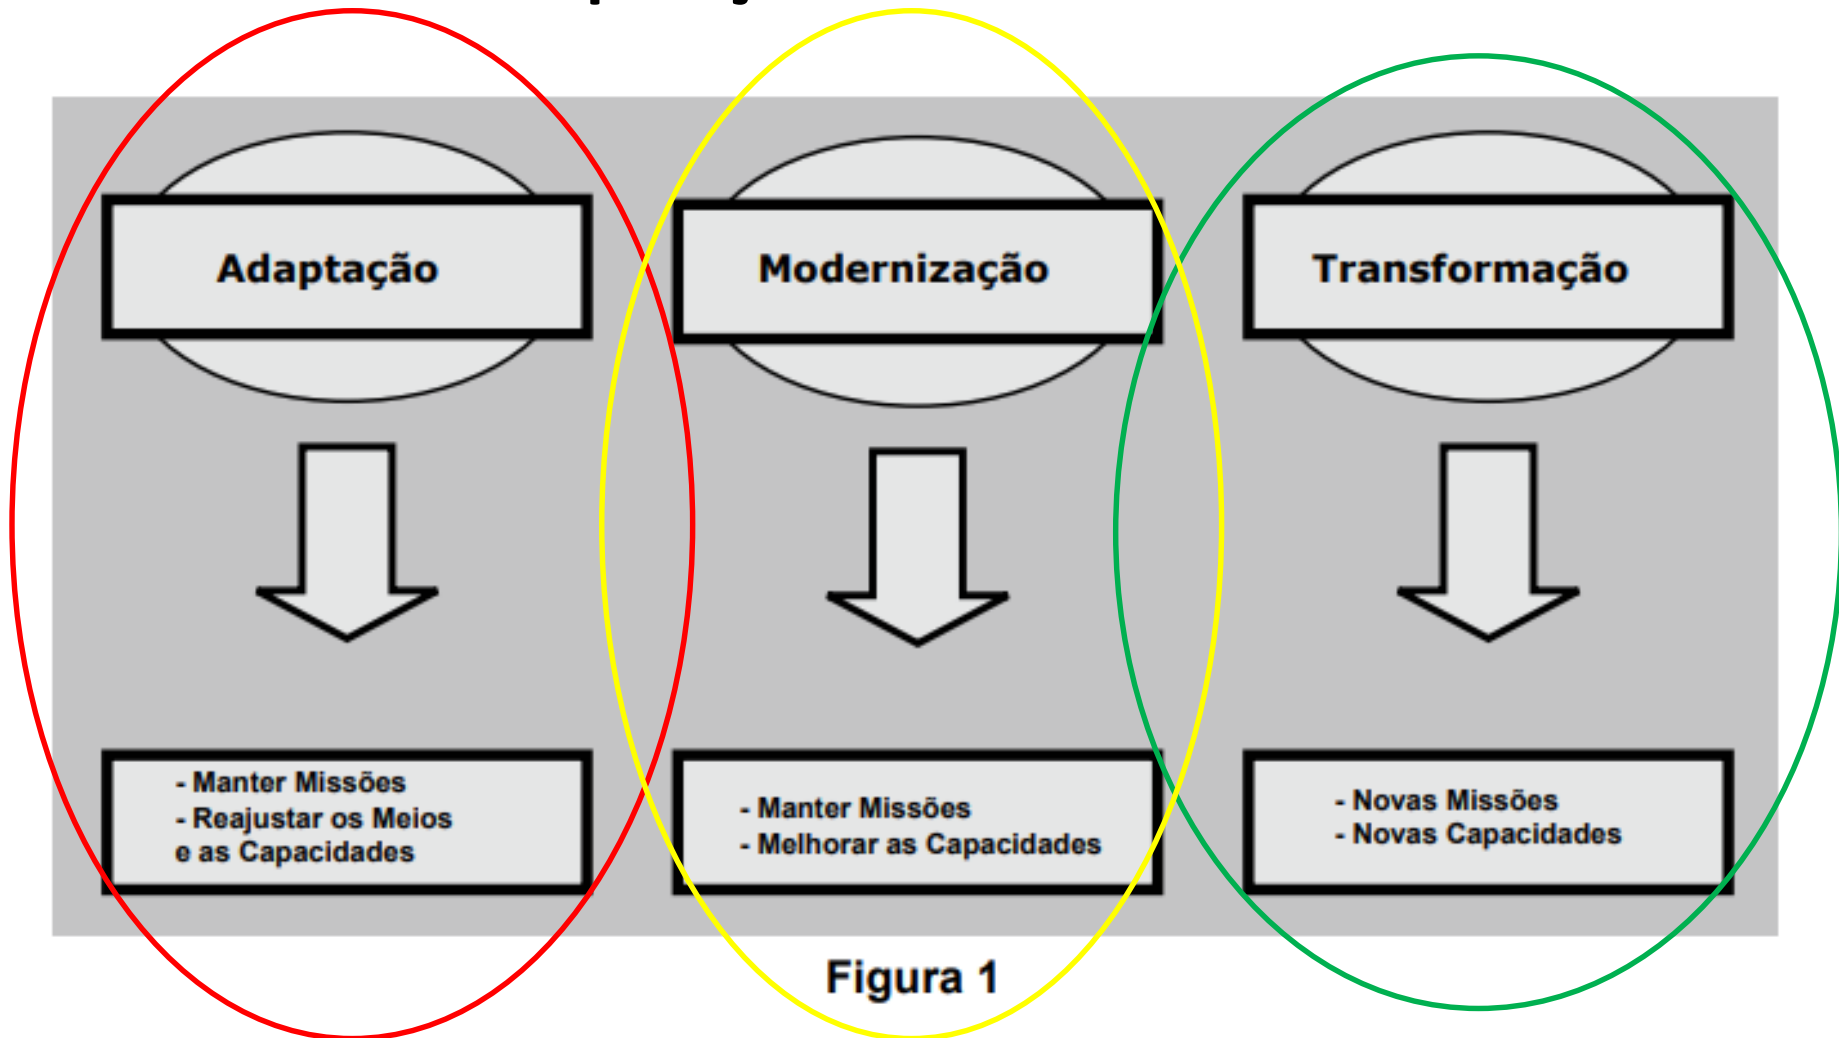 Adaptação
Modernização
Transformação
- Manter Missões
- Reajustar os Meios
e as Capacidades
- Manter Missões
- Melhorar as Capacidades
- Novas Missões
- Novas Capacidades
Figura 1